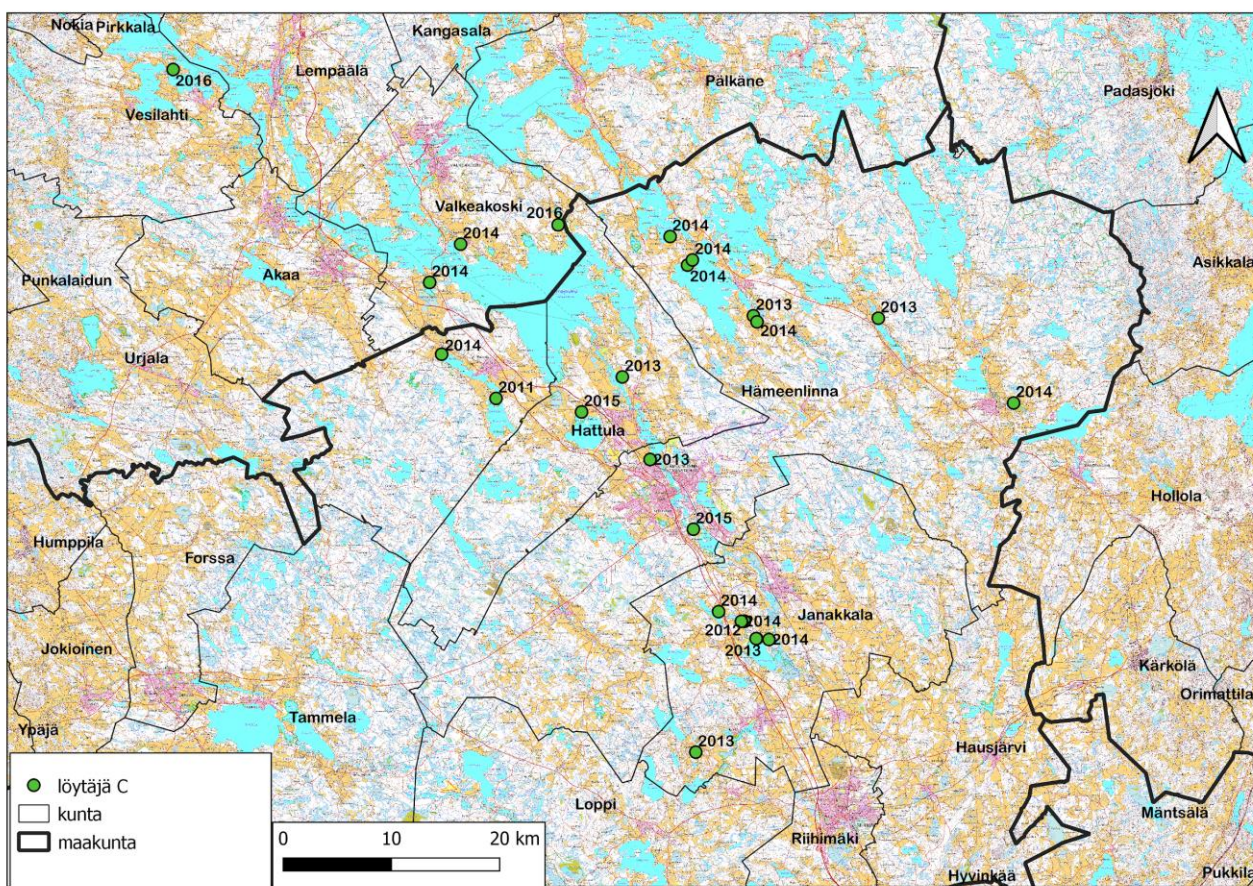 Nokia
Pirkkala
Kangasala
Lempäälä
2016
Vesilahti
Pälkäne
Padasjoki
Valkeakoski
2016
2014
2014
2014
2014
Asikkala
Punkalaidun
Akaa
2014
2013
2014
2013
Urjala
2014
2013
2011
Hämeenlinna
2014
2015
Hattula
2013
Hollola
Humppila
Forssa
2015
2014
2014
Janakkala
2012
2013
2014
Jokioinen
Kärkölä
Orimattila
Tammela
Ypäjä
Hausjärvi
2013
Loppi
Mäntsälä
Riihimäki
Hyvinkää
Pukkila
löytäjä C
kunta
maakunta
0 10 20 km